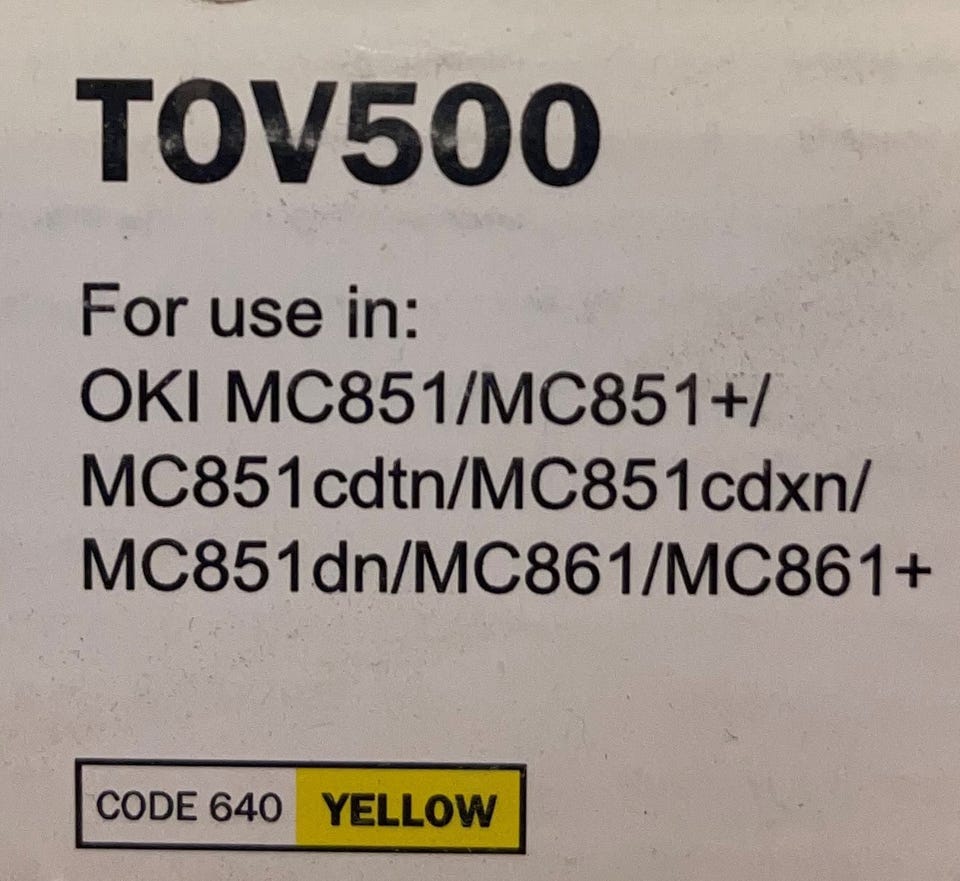 TOV500
For use in:
OKI MC851/MC851+/
MC851cdtn/MC851cdxn/
MC851dn/MC861/MC861+
CODE 640 YELLOW